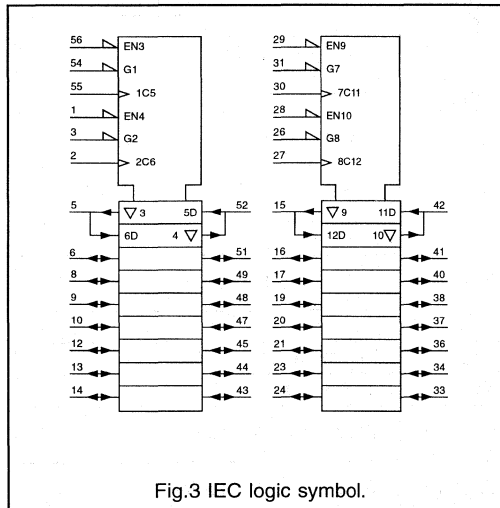 56 EN3 29 EN9
54 G1 31 G7
55 1C5 30 7C11
1 EN4 28 EN10
3 G2 26 G8
2 2C6 27 8C12
5 ▽ 3 5D 52 15 ▽ 9 11D 42
6D 4 ▽ 12D 10 ▽
6 51 16 41
8 49 17 40
9 48 19 38
10 47 20 37
12 45 21 36
13 44 23 34
14 43 24 33
Fig.3 IEC logic symbol.